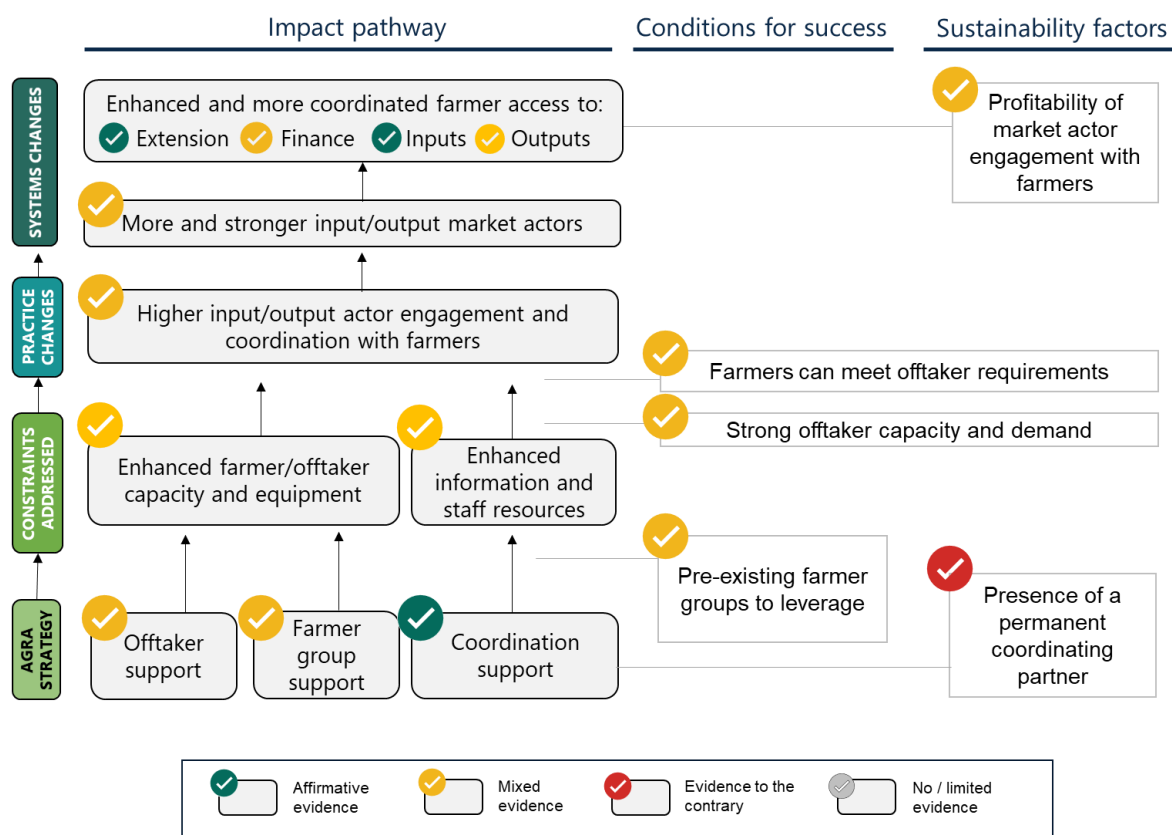 Impact pathway
Conditions for success
Sustainability factors
SYSTEMS CHANGES
Enhanced and more coordinated farmer access to:
Extension
Finance
Inputs
Outputs
Profitability of
market actor
engagement with
farmers
More and stronger input/output market actors
PRACTICE
CHANGES
Higher input/output actor engagement and
coordination with farmers
Farmers can meet offtaker requirements
Strong offtaker capacity and demand
CONSTRAINTS
ADDRESSED
Enhanced farmer/offtaker
capacity and equipment
Enhanced
information and
staff resources
Pre-existing farmer
groups to leverage
AGRA
STRATEGY
Offtaker
support
Farmer
group
support
Coordination
support
Presence of a
permanent
coordinating
partner
Affirmative
evidence
Mixed
evidence
Evidence to the
contrary
No / limited
evidence